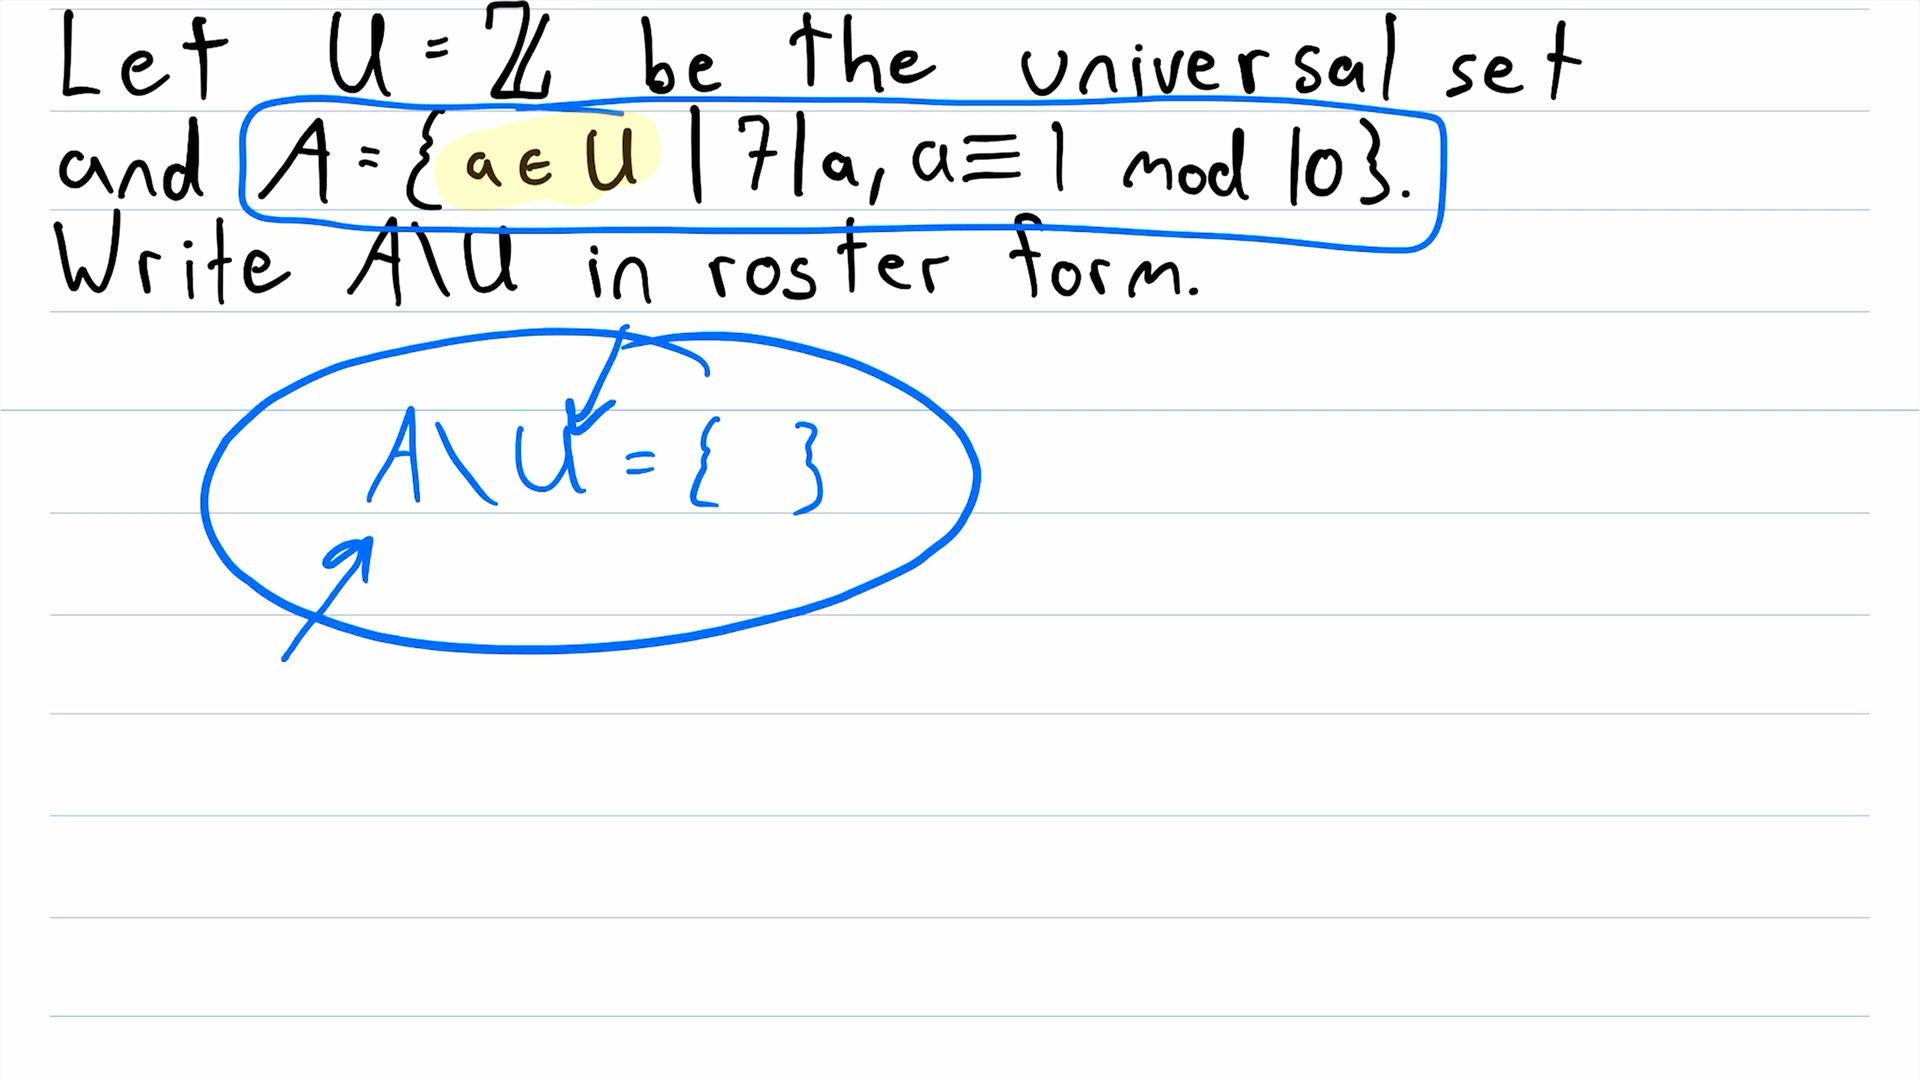 Let U = ℤ be the universal set
and A = { a ∈ U | 7|a, a ≡ 1 mod 10 }.
Write A\U in roster form.
A\U = { }